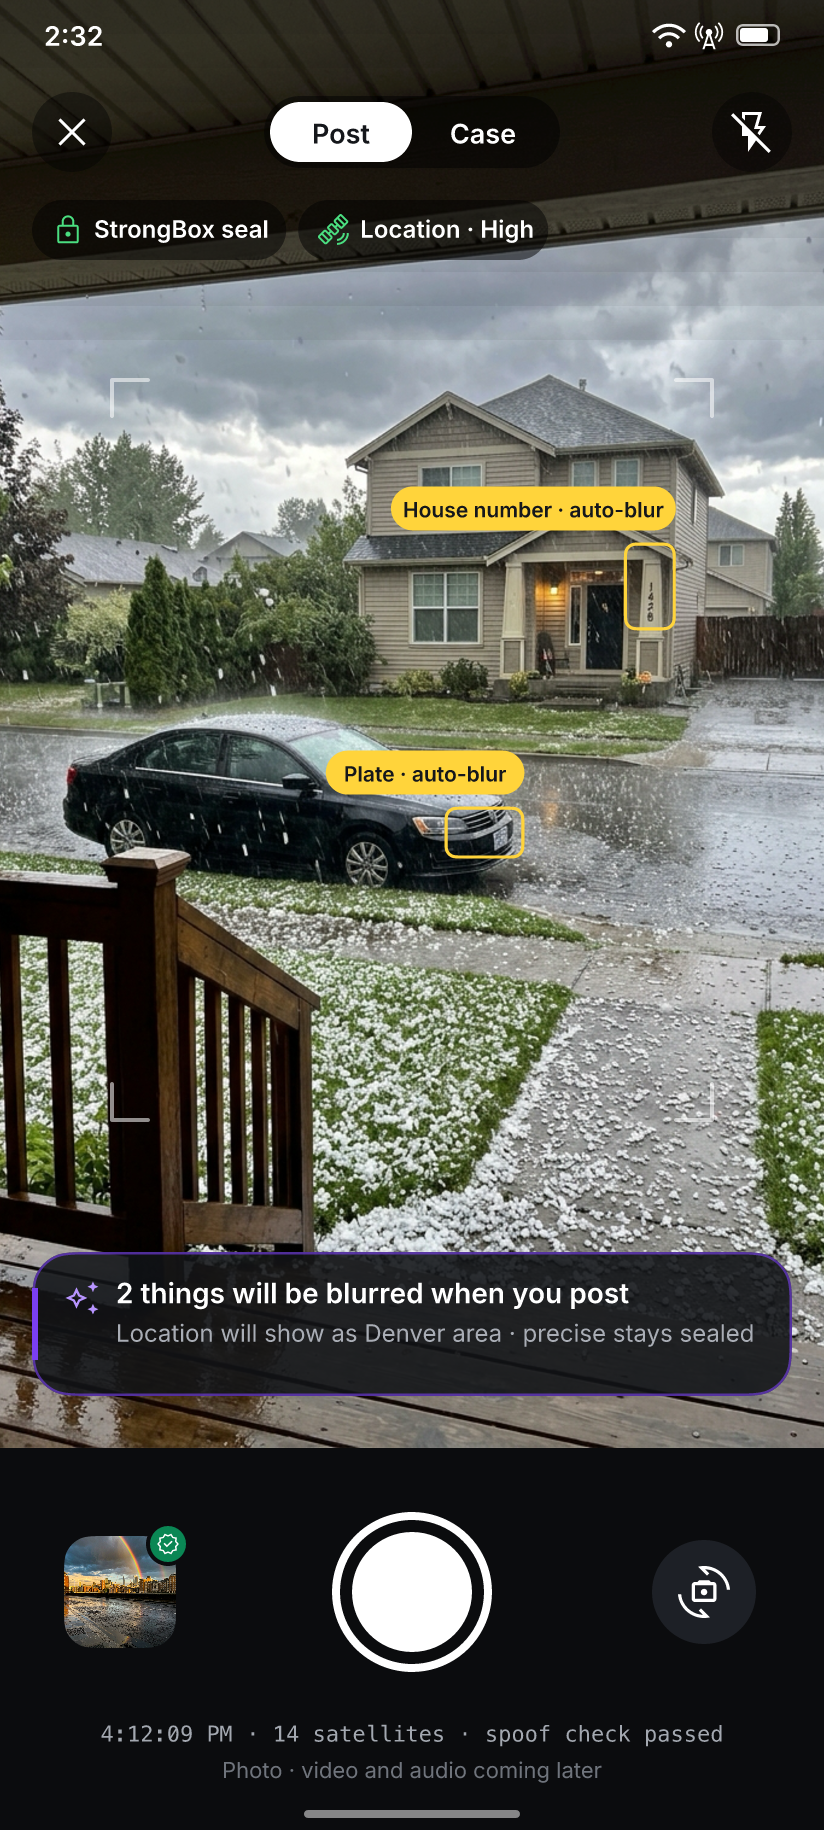 2:32
Post
Case
StrongBox seal
Location · High
House number · auto-blur
1428
Plate · auto-blur
2 things will be blurred when you post
Location will show as Denver area · precise stays sealed
4:12:09 PM · 14 satellites · spoof check passed
Photo · video and audio coming later